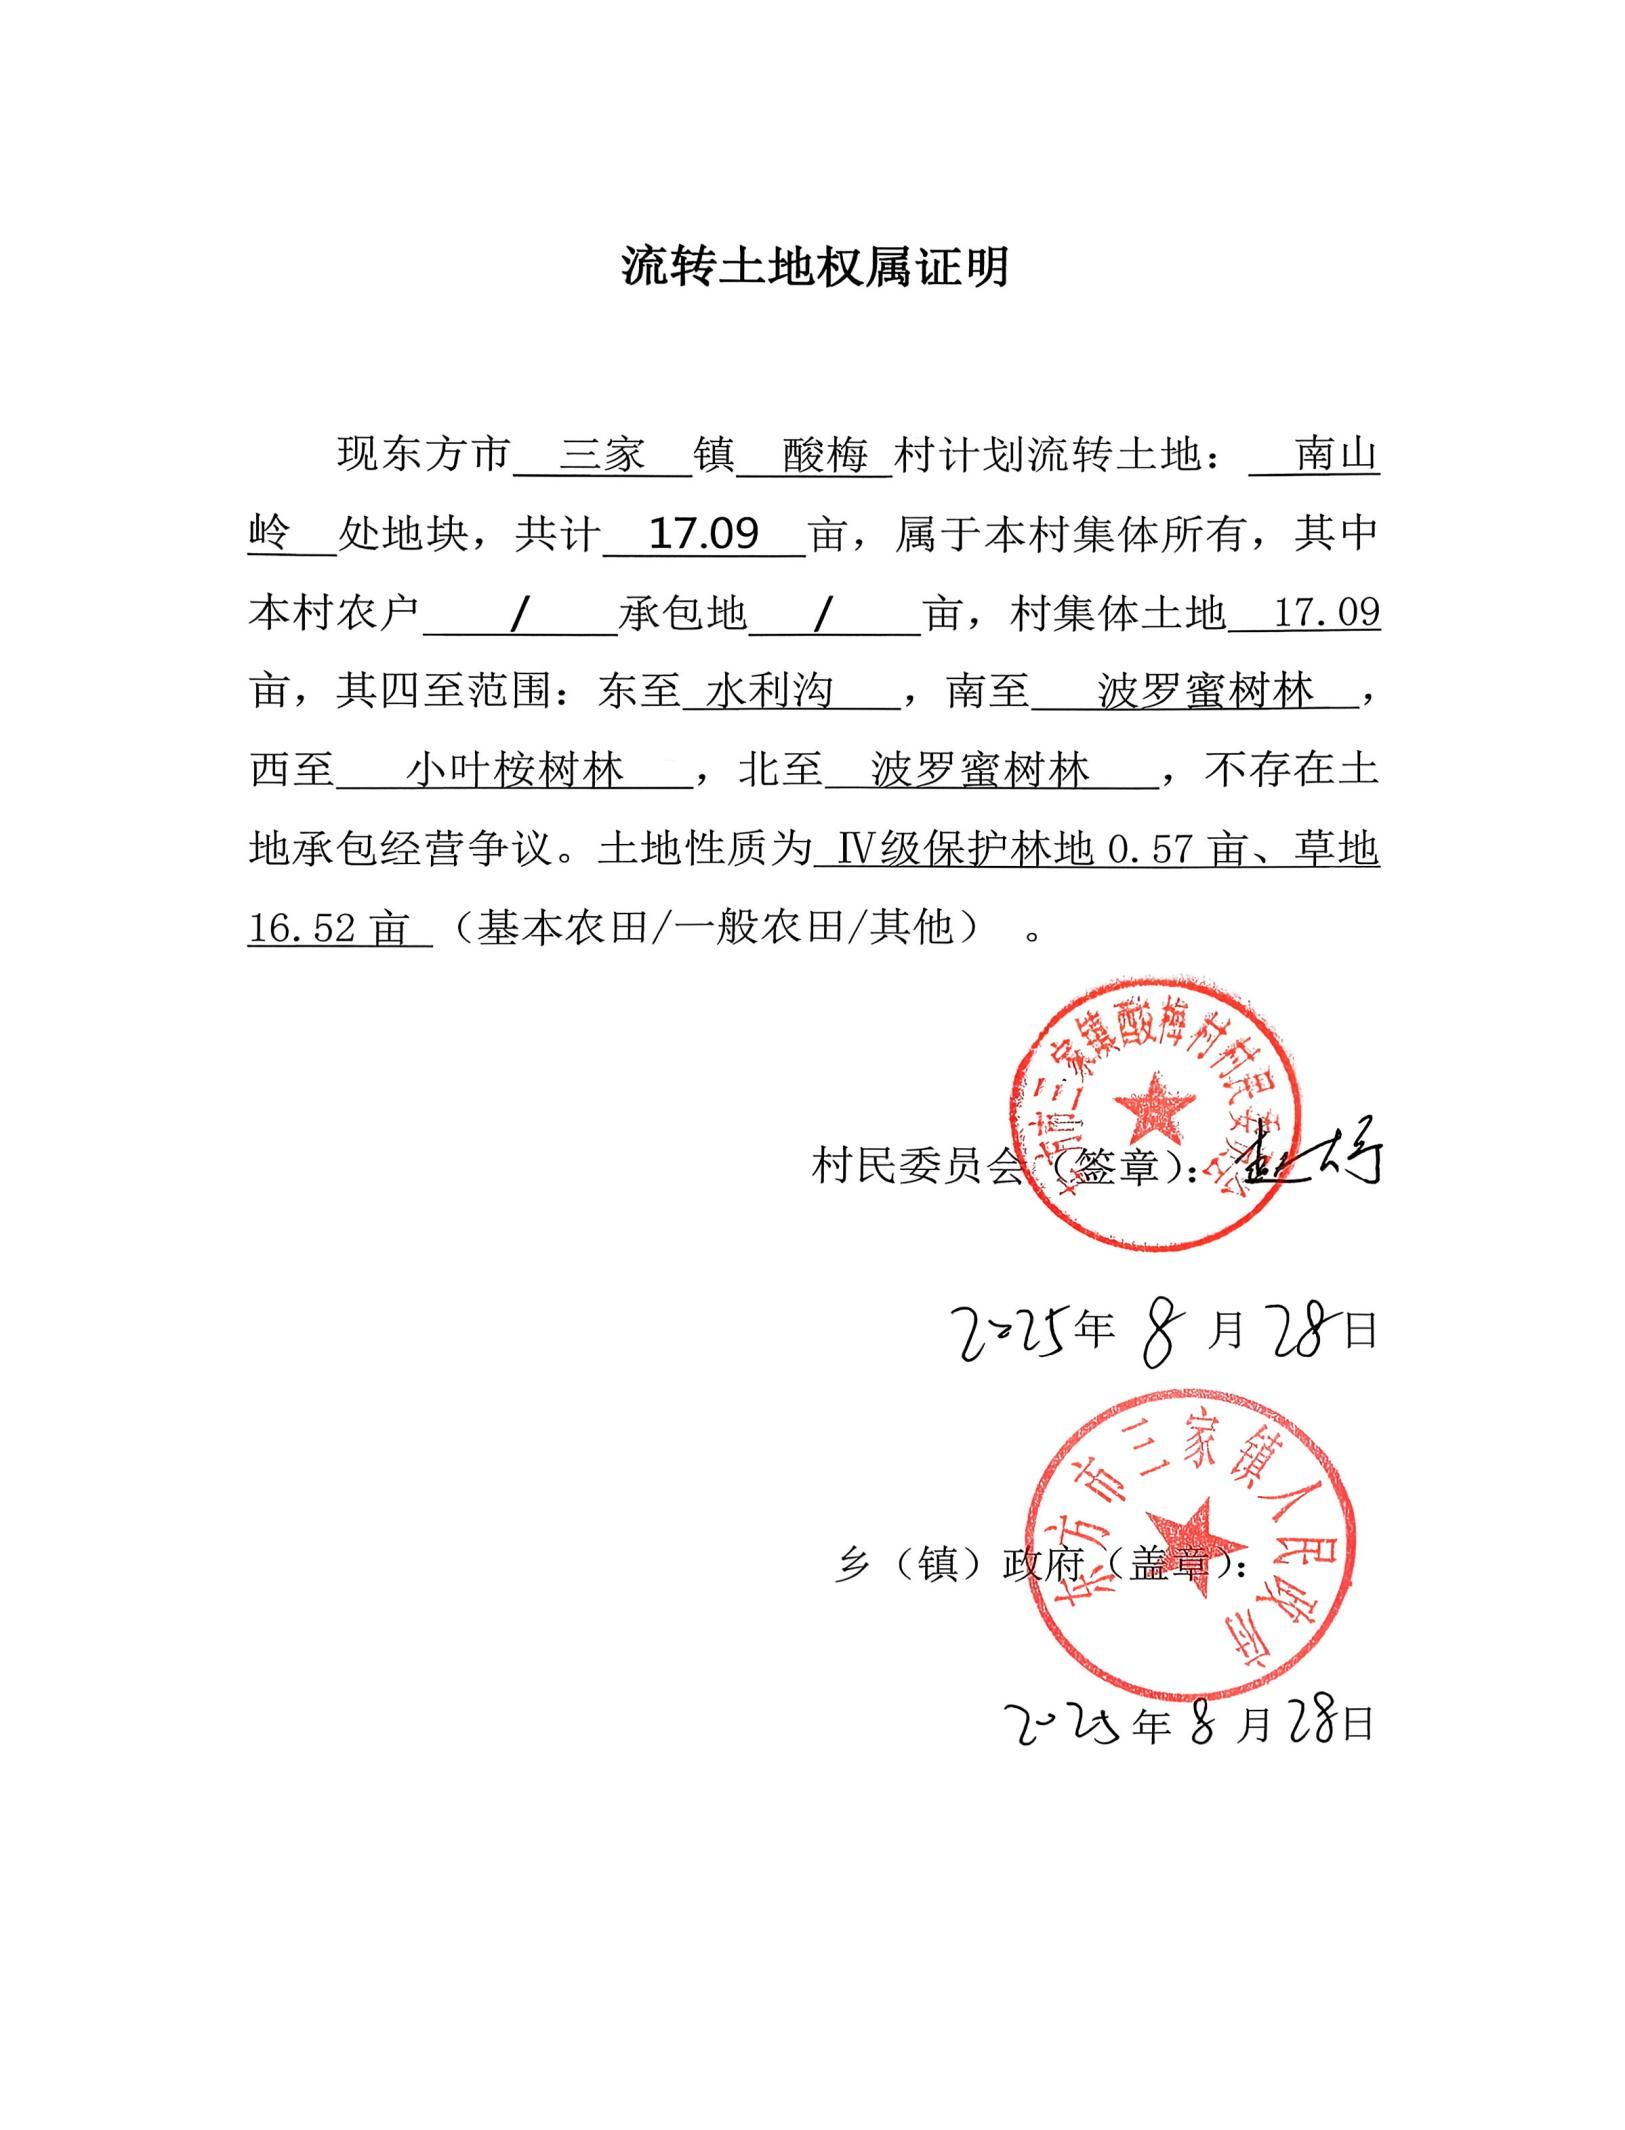 流转土地权属证明
现东方市 三家 镇 酸梅 村计划流转土地： 南山
岭 处地块，共计 17.09 亩，属于本村集体所有，其中
本村农户 / 承包地 / 亩，村集体土地 17.09
亩，其四至范围：东至 水利沟 ，南至 波罗蜜树林 ，
西至 小叶桉树林 ，北至 波罗蜜树林 ，不存在土
地承包经营争议。土地性质为 Ⅳ级保护林地 0.57 亩、草地
16.52 亩 （基本农田/一般农田/其他） 。
方市三家镇酸梅村村民委员会
村民委员会（签章）：
2025年 8 月 28日
东方市三家镇人民政府
乡（镇）政府（盖章）：
2025年 8 月 28日